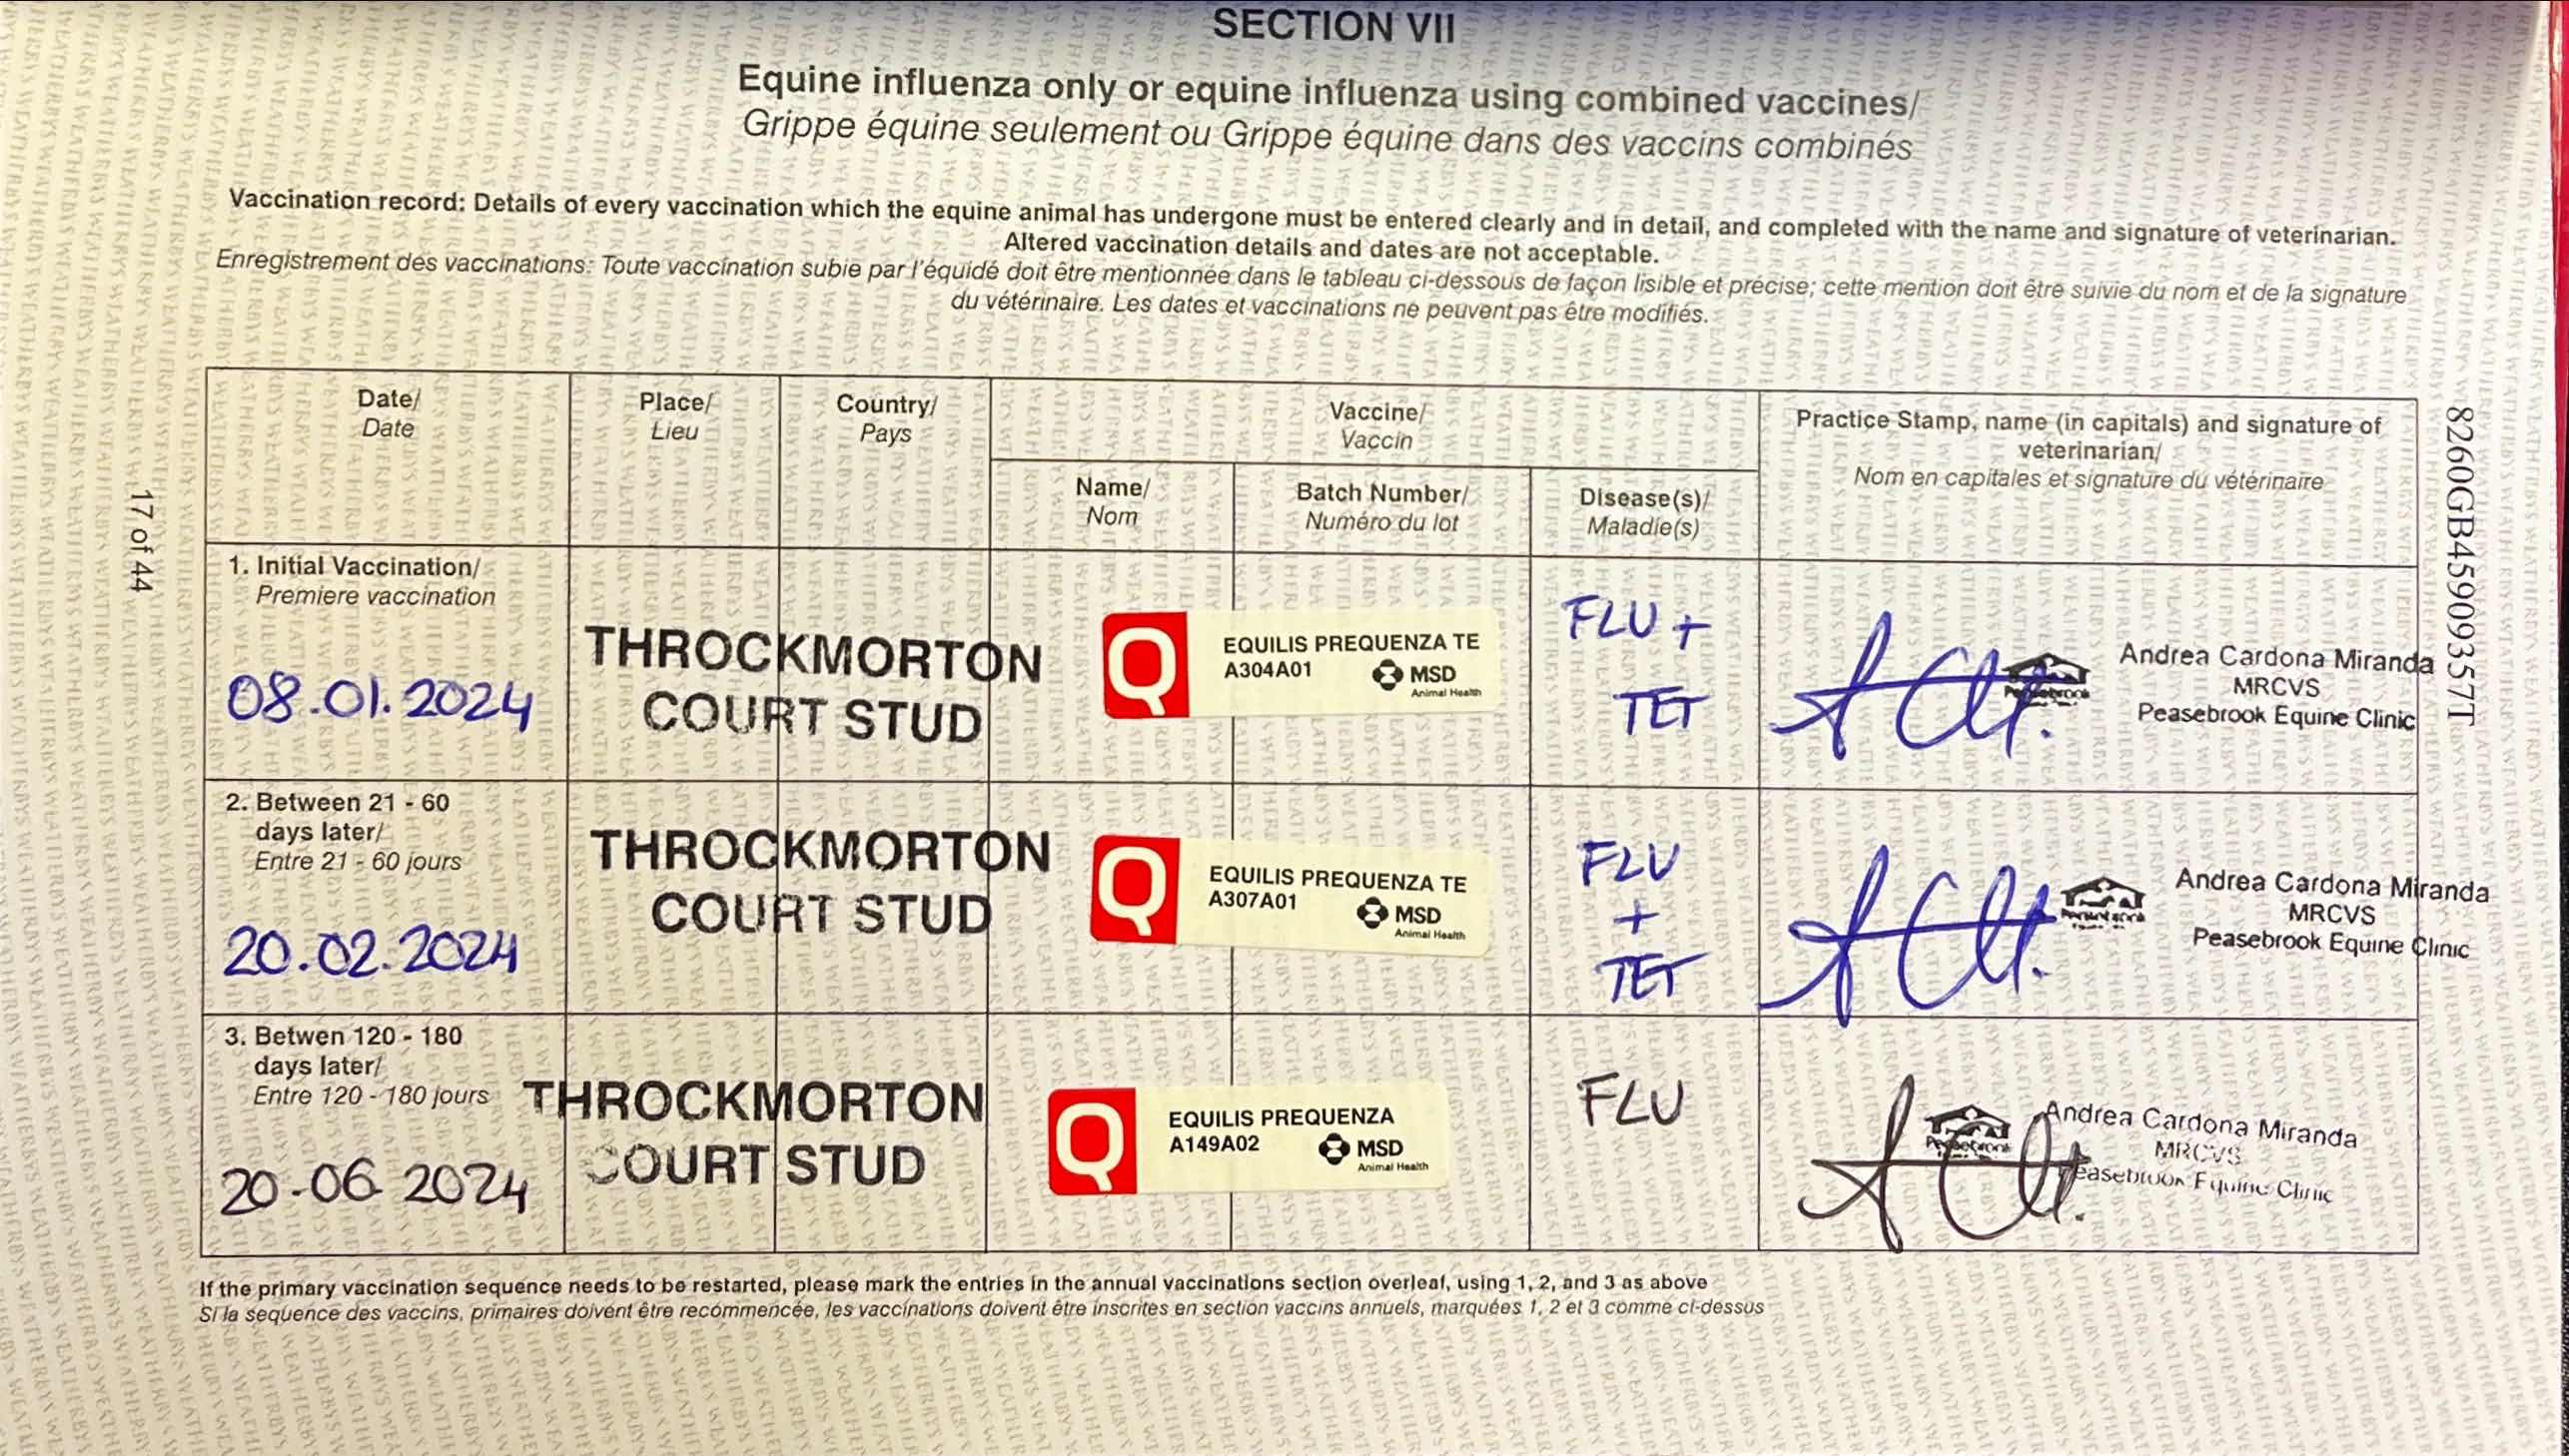 SECTION VII
Equine influenza only or equine influenza using combined vaccines/
Grippe équine seulement ou Grippe équine dans des vaccins combinés
Vaccination record: Details of every vaccination which the equine animal has undergone must be entered clearly and in detail, and completed with the name and signature of veterinarian.
Altered vaccination details and dates are not acceptable.
Enregistrement des vaccinations: Toute vaccination subie par l'équidé doit être mentionnée dans le tableau ci-dessous de façon lisible et précise; cette mention doit être suivie du nom et de la signature
du vétérinaire. Les dates et vaccinations ne peuvent pas être modifiés.
Date/
Date
Place/
Lieu
Country/
Pays
Vaccine/
Vaccin
Name/
Nom
Batch Number/
Numéro du lot
Disease(s)/
Maladie(s)
Practice Stamp, name (in capitals) and signature of
veterinarian/
Nom en capitales et signature du vétérinaire
1. Initial Vaccination/
Premiere vaccination
08.01.2024
THROCKMORTON
COURT STUD
Q
EQUILIS PREQUENZA TE
A304A01
MSD
Animal Health
FLU +
TET
Peasebrook
Andrea Cardona Miranda
MRCVS
Peasebrook Equine Clinic
2. Between 21 - 60
days later/
Entre 21 - 60 jours
20.02.2024
THROCKMORTON
COURT STUD
Q
EQUILIS PREQUENZA TE
A307A01
MSD
Animal Health
FLU
+
TET
Andrea Cardona Miranda
MRCVS
Peasebrook Equine Clinic
3. Betwen 120 - 180
days later/
Entre 120 - 180 jours
20-06 2024
THROCKMORTON
COURT STUD
Q
EQUILIS PREQUENZA
A149A02
MSD
Animal Health
FLU
Peasebrook
Andrea Cardona Miranda
MRCVS
Peasebrook Equine Clinic
If the primary vaccination sequence needs to be restarted, please mark the entries in the annual vaccinations section overleaf, using 1, 2, and 3 as above
Si la sequence des vaccins, primaires doivent être recommencée, les vaccinations doivent être inscrites en section vaccins annuels, marquées 1, 2 et 3 comme ci-dessus
17 of 44
8260GB45909357T
WEATHERBYS